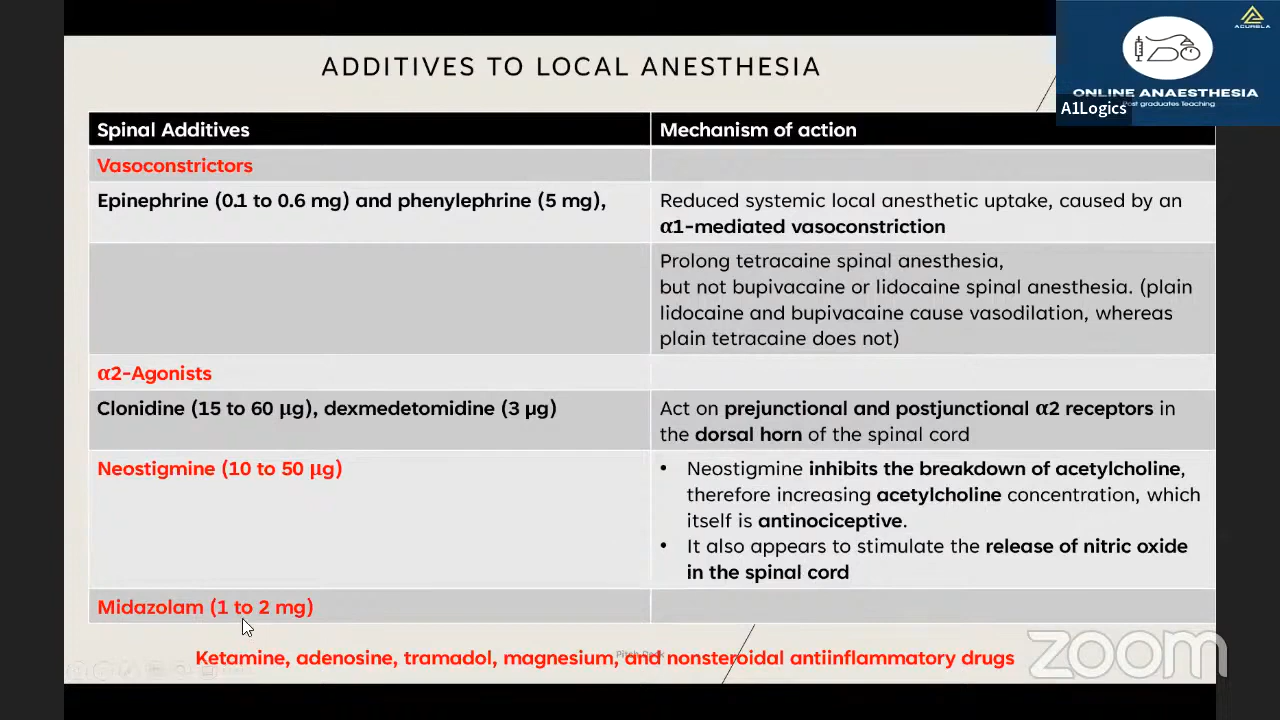 ADDITIVES TO LOCAL ANESTHESIA
ACURELA
ONLINE ANAESTHESIA
Post graduates Teaching
A1Logics
Spinal Additives
Mechanism of action
Vasoconstrictors
Epinephrine (0.1 to 0.6 mg) and phenylephrine (5 mg),
Reduced systemic local anesthetic uptake, caused by an
α1-mediated vasoconstriction
Prolong tetracaine spinal anesthesia,
but not bupivacaine or lidocaine spinal anesthesia. (plain
lidocaine and bupivacaine cause vasodilation, whereas
plain tetracaine does not)
α2-Agonists
Clonidine (15 to 60 μg), dexmedetomidine (3 μg)
Act on prejunctional and postjunctional α2 receptors in
the dorsal horn of the spinal cord
Neostigmine (10 to 50 μg)
• Neostigmine inhibits the breakdown of acetylcholine,
therefore increasing acetylcholine concentration, which
itself is antinociceptive.
• It also appears to stimulate the release of nitric oxide
in the spinal cord
Midazolam (1 to 2 mg)
Pitch Deck
Ketamine, adenosine, tramadol, magnesium, and nonsteroidal antiinflammatory drugs
zoom